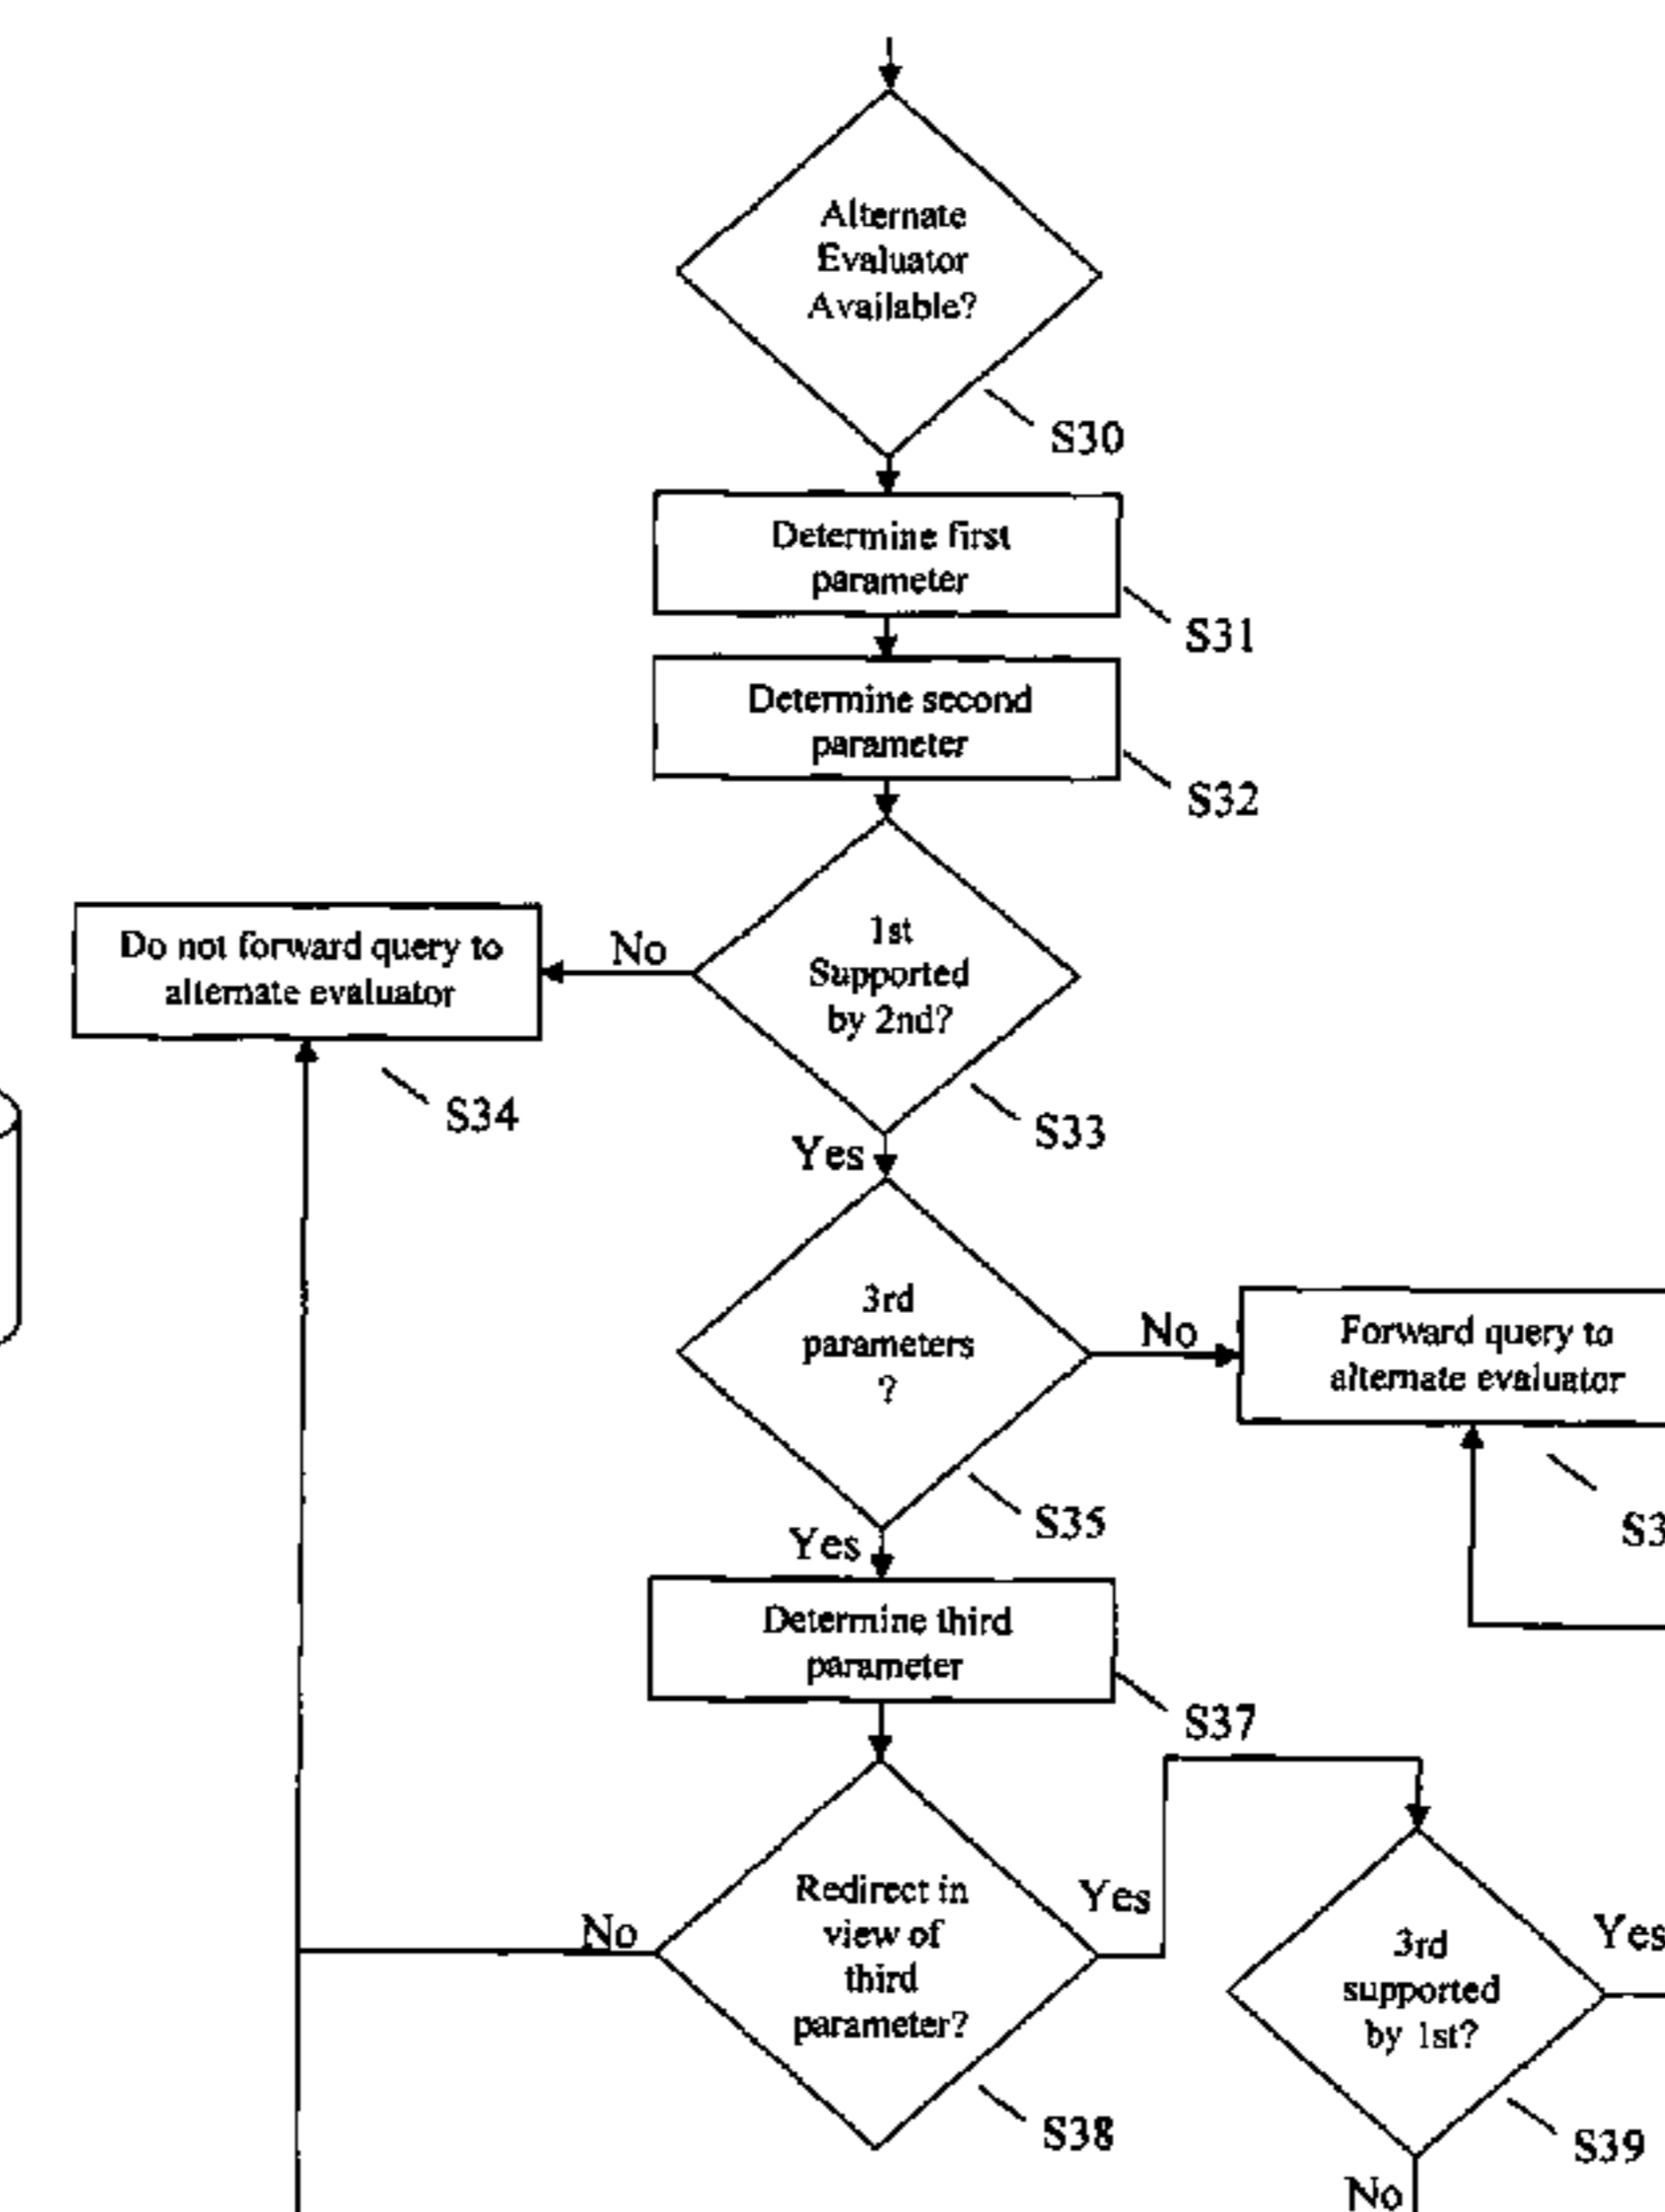 Alternate
Evaluator
Available?
S30
Determine first
parameter
S31
Determine second
parameter
S32
1st
Supported
by 2nd?
S33
No
Do not forward query to
alternate evaluator
S34
Yes
3rd
parameters
?
S35
No
Forward query to
alternate evaluator
S3
Yes
Determine third
parameter
S37
Redirect in
view of
third
parameter?
S38
No
Yes
3rd
supported
by 1st?
S39
Yes
No